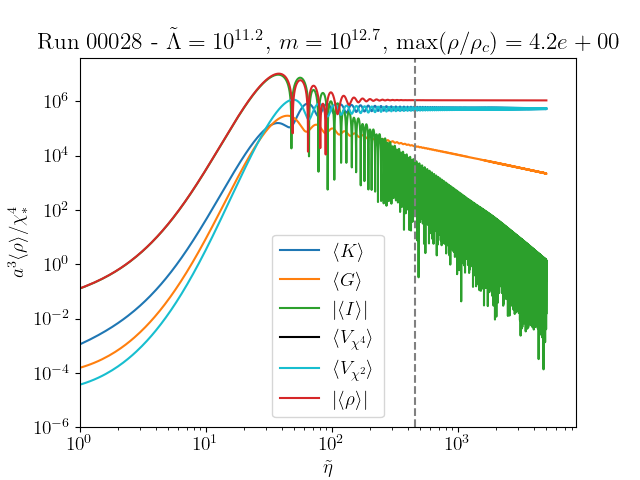 Run 00028 - Λ̃ = 10^{11.2}, m = 10^{12.7}, max(ρ/ρ_c) = 4.2e + 00
a^3⟨ρ⟩/χ_*^4
10^6
10^4
10^2
10^0
10^{−2}
10^{−4}
10^{−6}
⟨K⟩
⟨G⟩
|⟨I⟩|
⟨V_{χ^4}⟩
⟨V_{χ^2}⟩
|⟨ρ⟩|
10^0 10^1 10^2 10^3
η̃